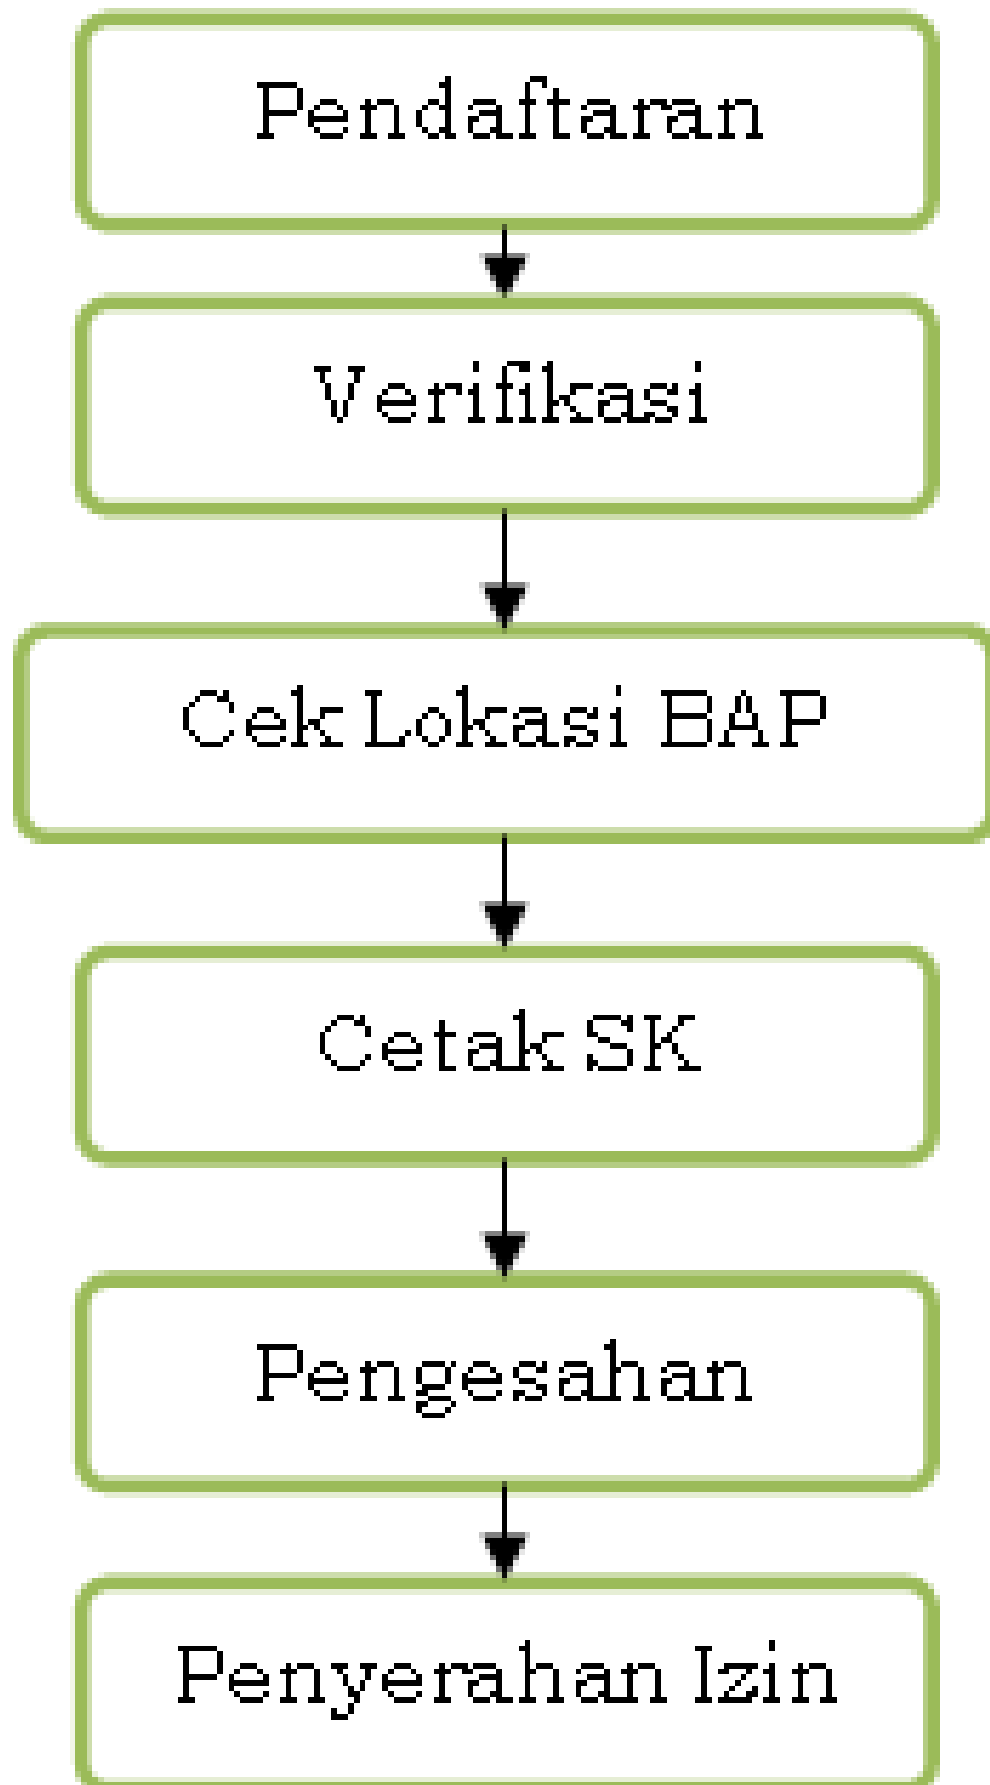 Pendaftaran
Verifikasi
Cek Lokasi BAP
Cetak SK
Pengesahan
Penyerahan Izin